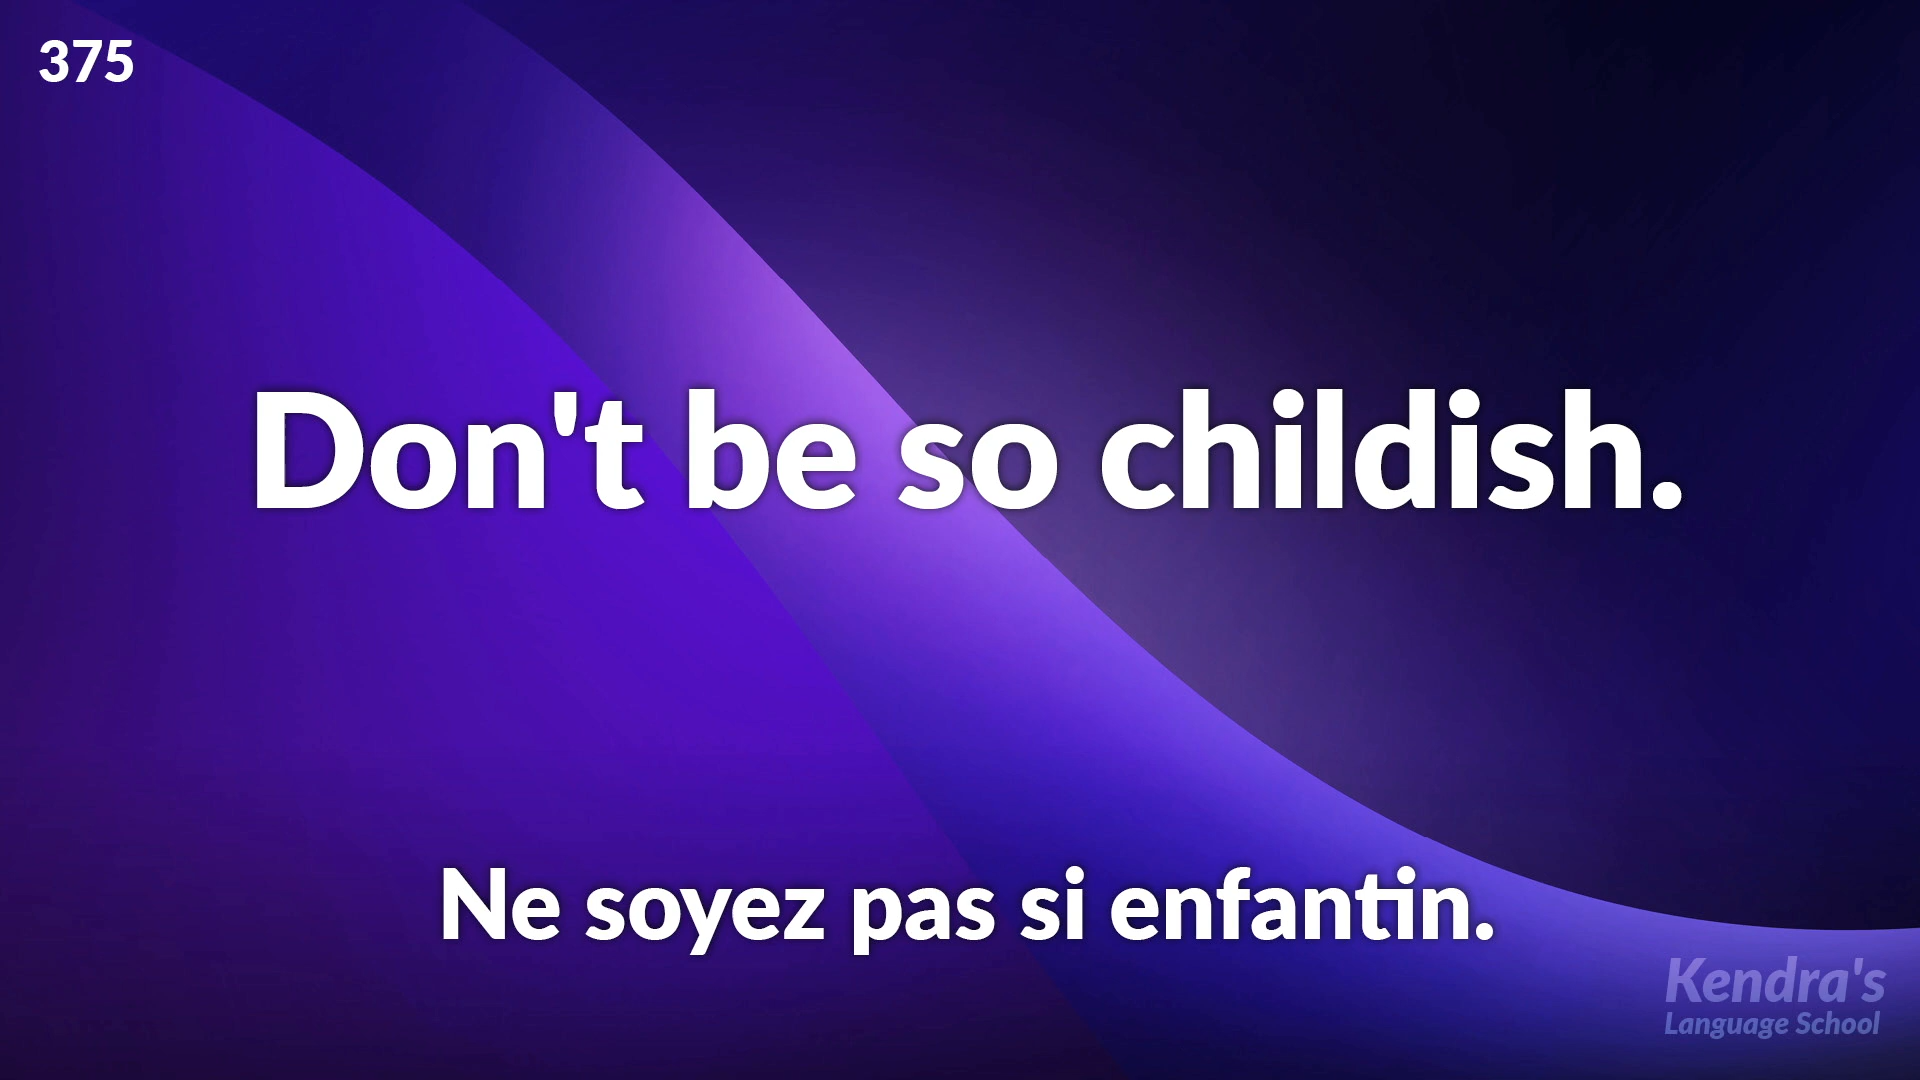 375
Don't be so childish.
Ne soyez pas si enfantin.
Kendra's
Language School